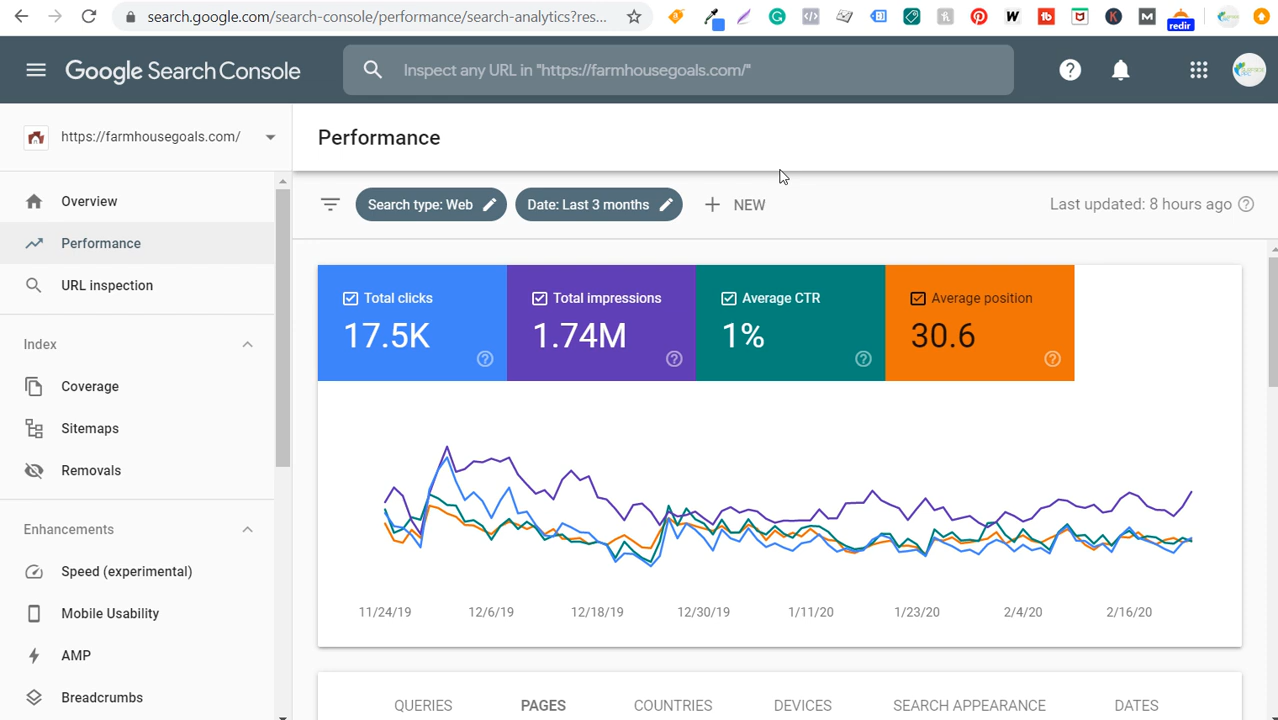 search.google.com/search-console/performance/search-analytics?res...
redir
Google Search Console
Inspect any URL in "https://farmhousegoals.com/"
https://farmhousegoals.com/
Performance
Search type: Web
Date: Last 3 months
NEW
Last updated: 8 hours ago
Overview
Performance
URL inspection
Index
Coverage
Sitemaps
Removals
Enhancements
Speed (experimental)
Mobile Usability
AMP
Breadcrumbs
Total clicks
17.5K
Total impressions
1.74M
Average CTR
1%
Average position
30.6
11/24/19
12/6/19
12/18/19
12/30/19
1/11/20
1/23/20
2/4/20
2/16/20
QUERIES
PAGES
COUNTRIES
DEVICES
SEARCH APPEARANCE
DATES